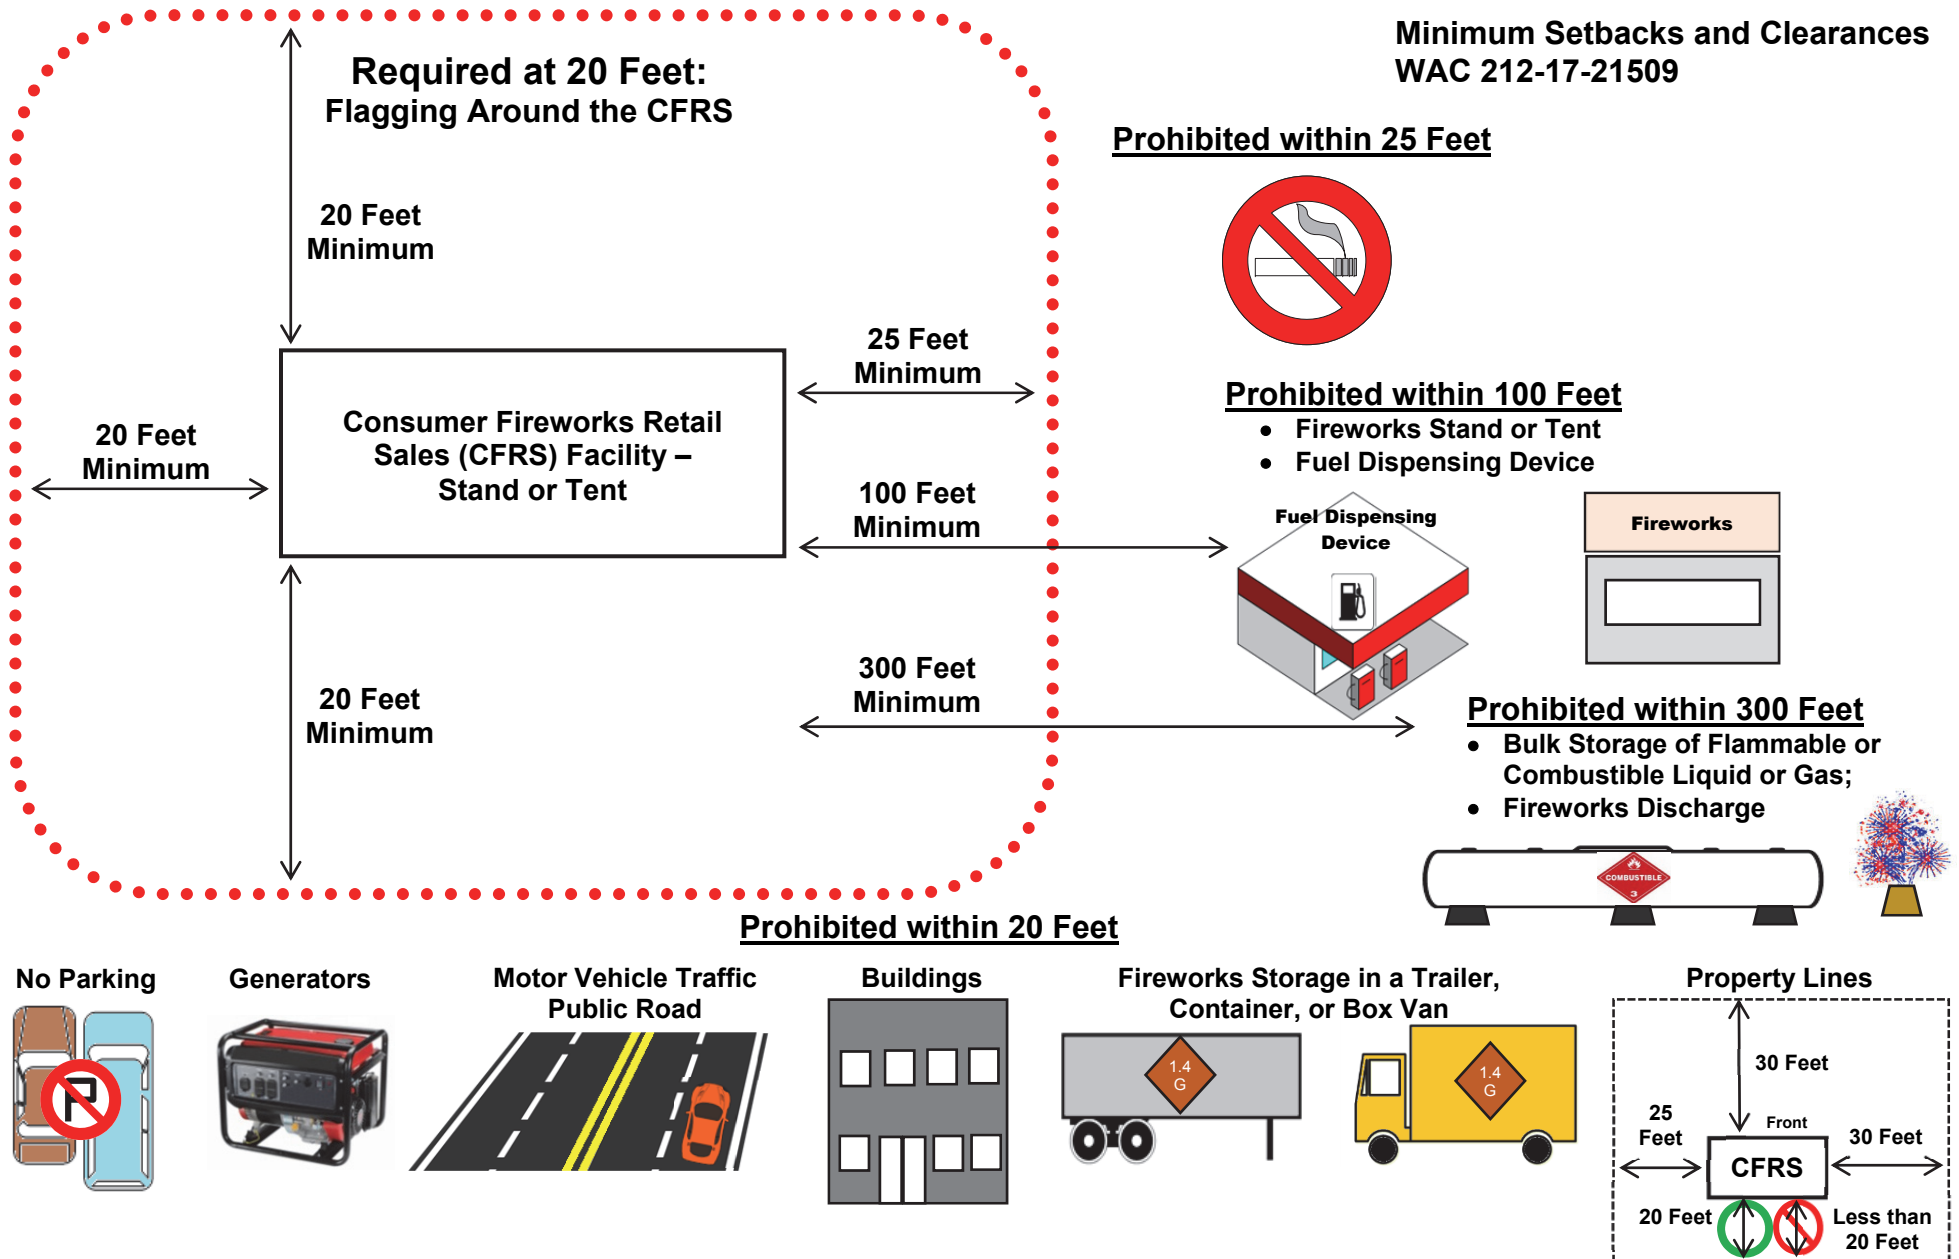 Minimum Setbacks and Clearances
WAC 212-17-21509
Required at 20 Feet:
Flagging Around the CFRS
Prohibited within 25 Feet
20 Feet
Minimum
25 Feet
Minimum
Consumer Fireworks Retail
Sales (CFRS) Facility –
Stand or Tent
20 Feet
Minimum
100 Feet
Minimum
Prohibited within 100 Feet
• Fireworks Stand or Tent
• Fuel Dispensing Device
Fuel Dispensing
Device
Fireworks
20 Feet
Minimum
300 Feet
Minimum
Prohibited within 300 Feet
• Bulk Storage of Flammable or
Combustible Liquid or Gas;
• Fireworks Discharge
COMBUSTIBLE
3
Prohibited within 20 Feet
No Parking
P
Generators
Motor Vehicle Traffic
Public Road
Buildings
Fireworks Storage in a Trailer,
Container, or Box Van
1.4
G
1.4
G
Property Lines
30 Feet
25
Feet
Front
30 Feet
CFRS
20 Feet
Less than
20 Feet